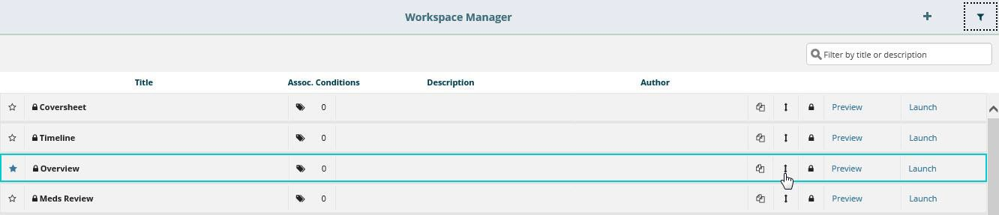 Workspace Manager
Filter by title or description
Title Assoc. Conditions Description Author
Coversheet 0 Preview Launch
Timeline 0 Preview Launch
Overview 0 Preview Launch
Meds Review 0 Preview Launch